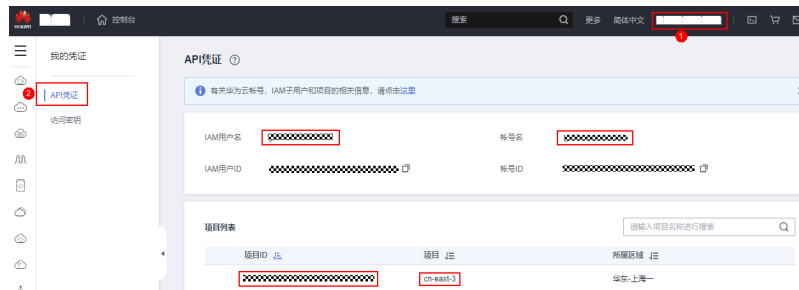 HUAWEI 控制台 搜索 更多 简体中文
1
我的凭证
API凭证
2
访问密钥
API凭证
有关华为云帐号、IAM子用户和项目的相关信息，请点击这里
IAM用户名 帐号名
IAM用户ID 帐号ID
项目列表 请输入项目名称进行搜索
项目ID 项目 所属区域
cn-east-3 华东-上海一